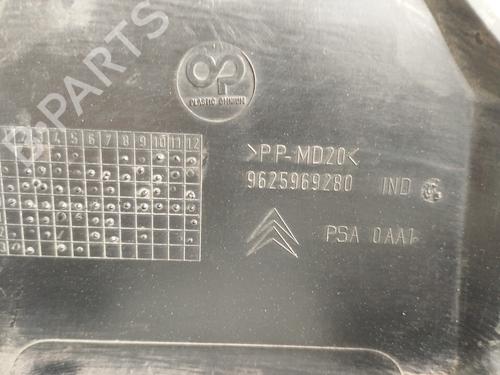 B-PARTS
OP
PLASTIC OMNIUM
2 3 4 5 6 7 8 9 10 11 12
>PP-MD20<
9625969280 IND
PSA 0AA1